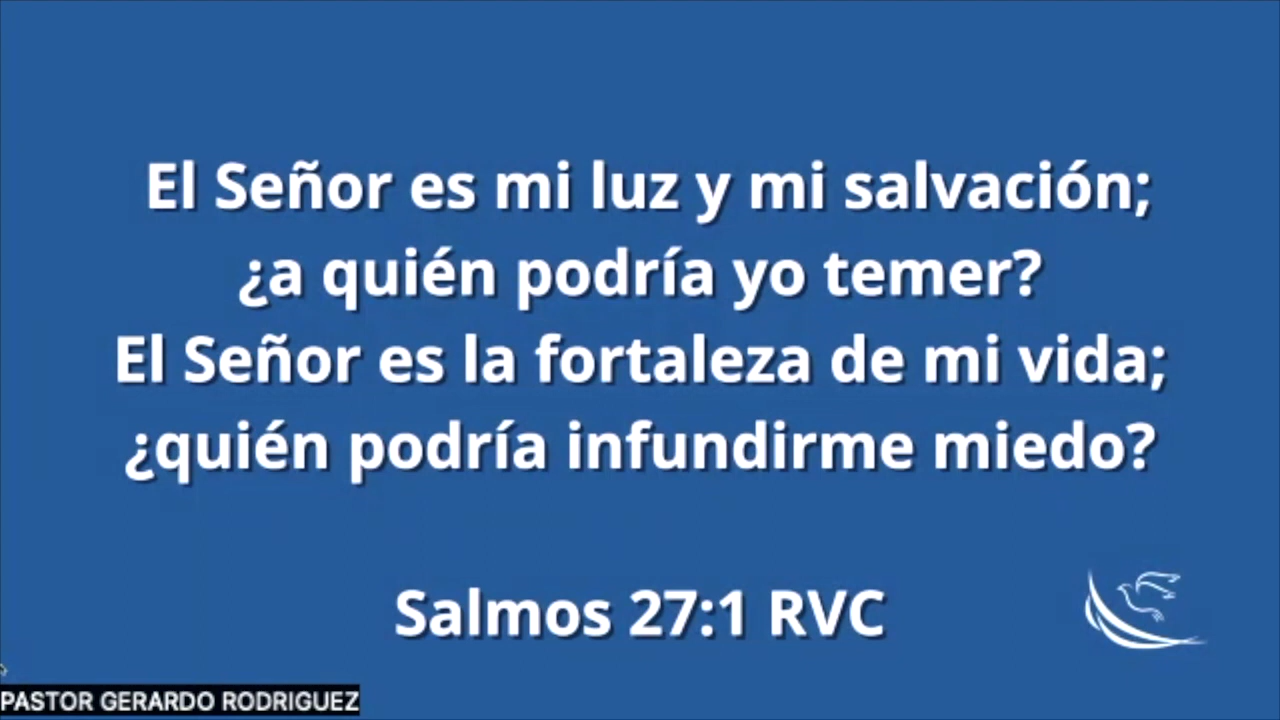 El Señor es mi luz y mi salvación;
¿a quién podría yo temer?
El Señor es la fortaleza de mi vida;
¿quién podría infundirme miedo?
Salmos 27:1 RVC
PASTOR GERARDO RODRIGUEZ